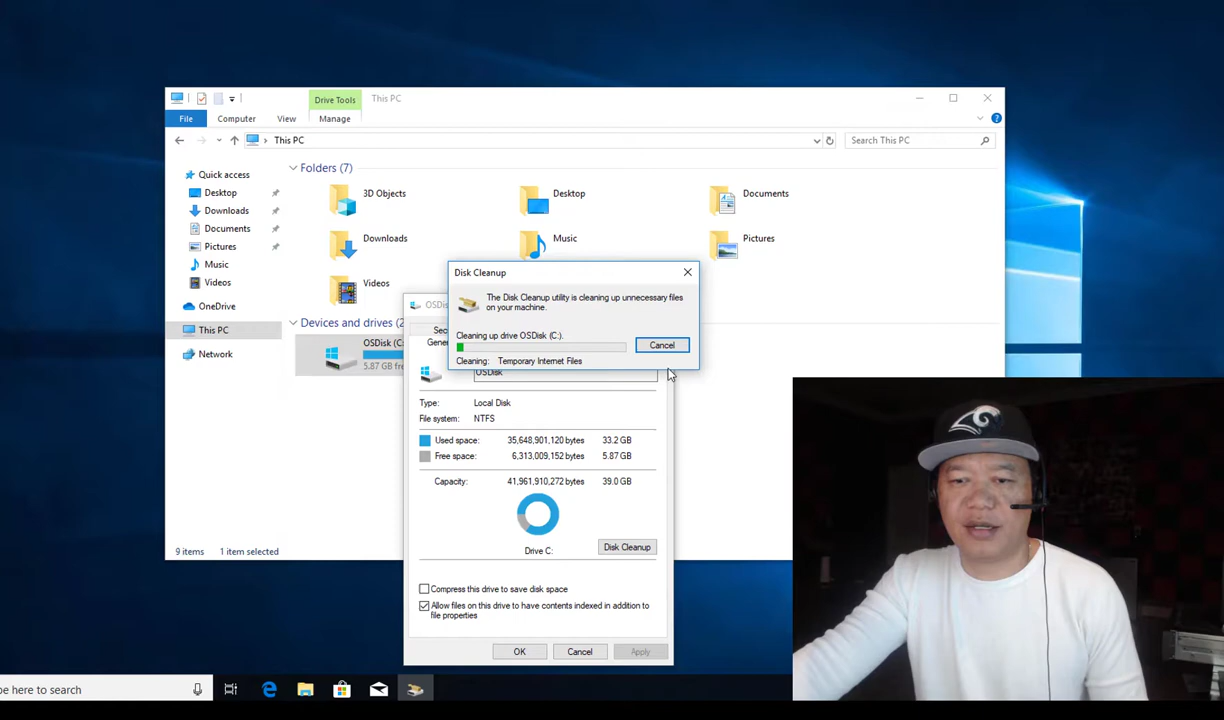 Drive Tools
This PC
File
Computer
View
Manage
This PC
Search This PC
Quick access
Desktop
Downloads
Documents
Pictures
Music
Videos
OneDrive
This PC
Network
Folders (7)
3D Objects
Desktop
Documents
Downloads
Music
Pictures
Videos
Devices and drives (2
OSDisk (C:
5.87 GB fre
Disk Cleanup
The Disk Cleanup utility is cleaning up unnecessary files
on your machine.
Cleaning up drive OSDisk (C:).
Cancel
Cleaning: Temporary Internet Files
OSDis
Sec
Gener
OSDisk
Type: Local Disk
File system: NTFS
Used space: 35,648,901,120 bytes 33.2 GB
Free space: 6,313,009,152 bytes 5.87 GB
Capacity: 41,961,910,272 bytes 39.0 GB
Drive C:
Disk Cleanup
Compress this drive to save disk space
Allow files on this drive to have contents indexed in addition to
file properties
OK
Cancel
Apply
9 items
1 item selected
pe here to search